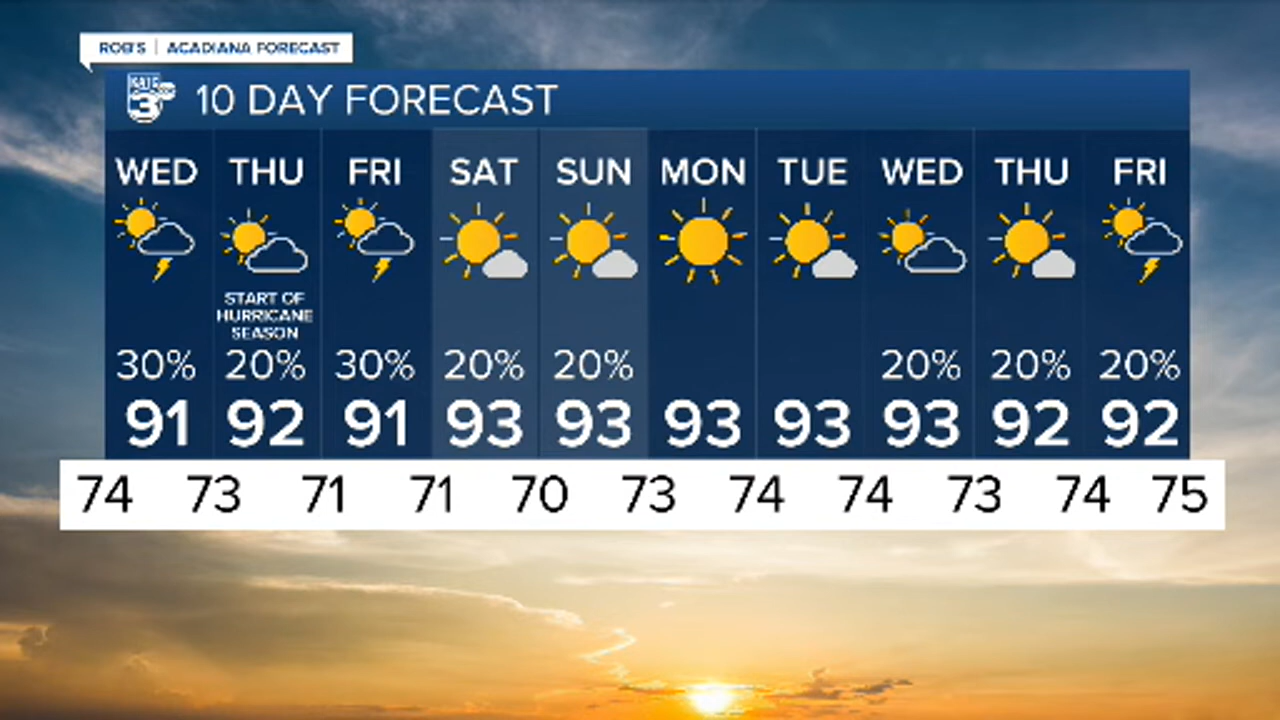 ROB'S | ACADIANA FORECAST
KATC
3
10 DAY FORECAST
WED THU FRI SAT SUN MON TUE WED THU FRI
START OF
HURRICANE
SEASON
30% 20% 30% 20% 20% 20% 20% 20%
91 92 91 93 93 93 93 93 92 92
74 73 71 71 70 73 74 74 73 74 75